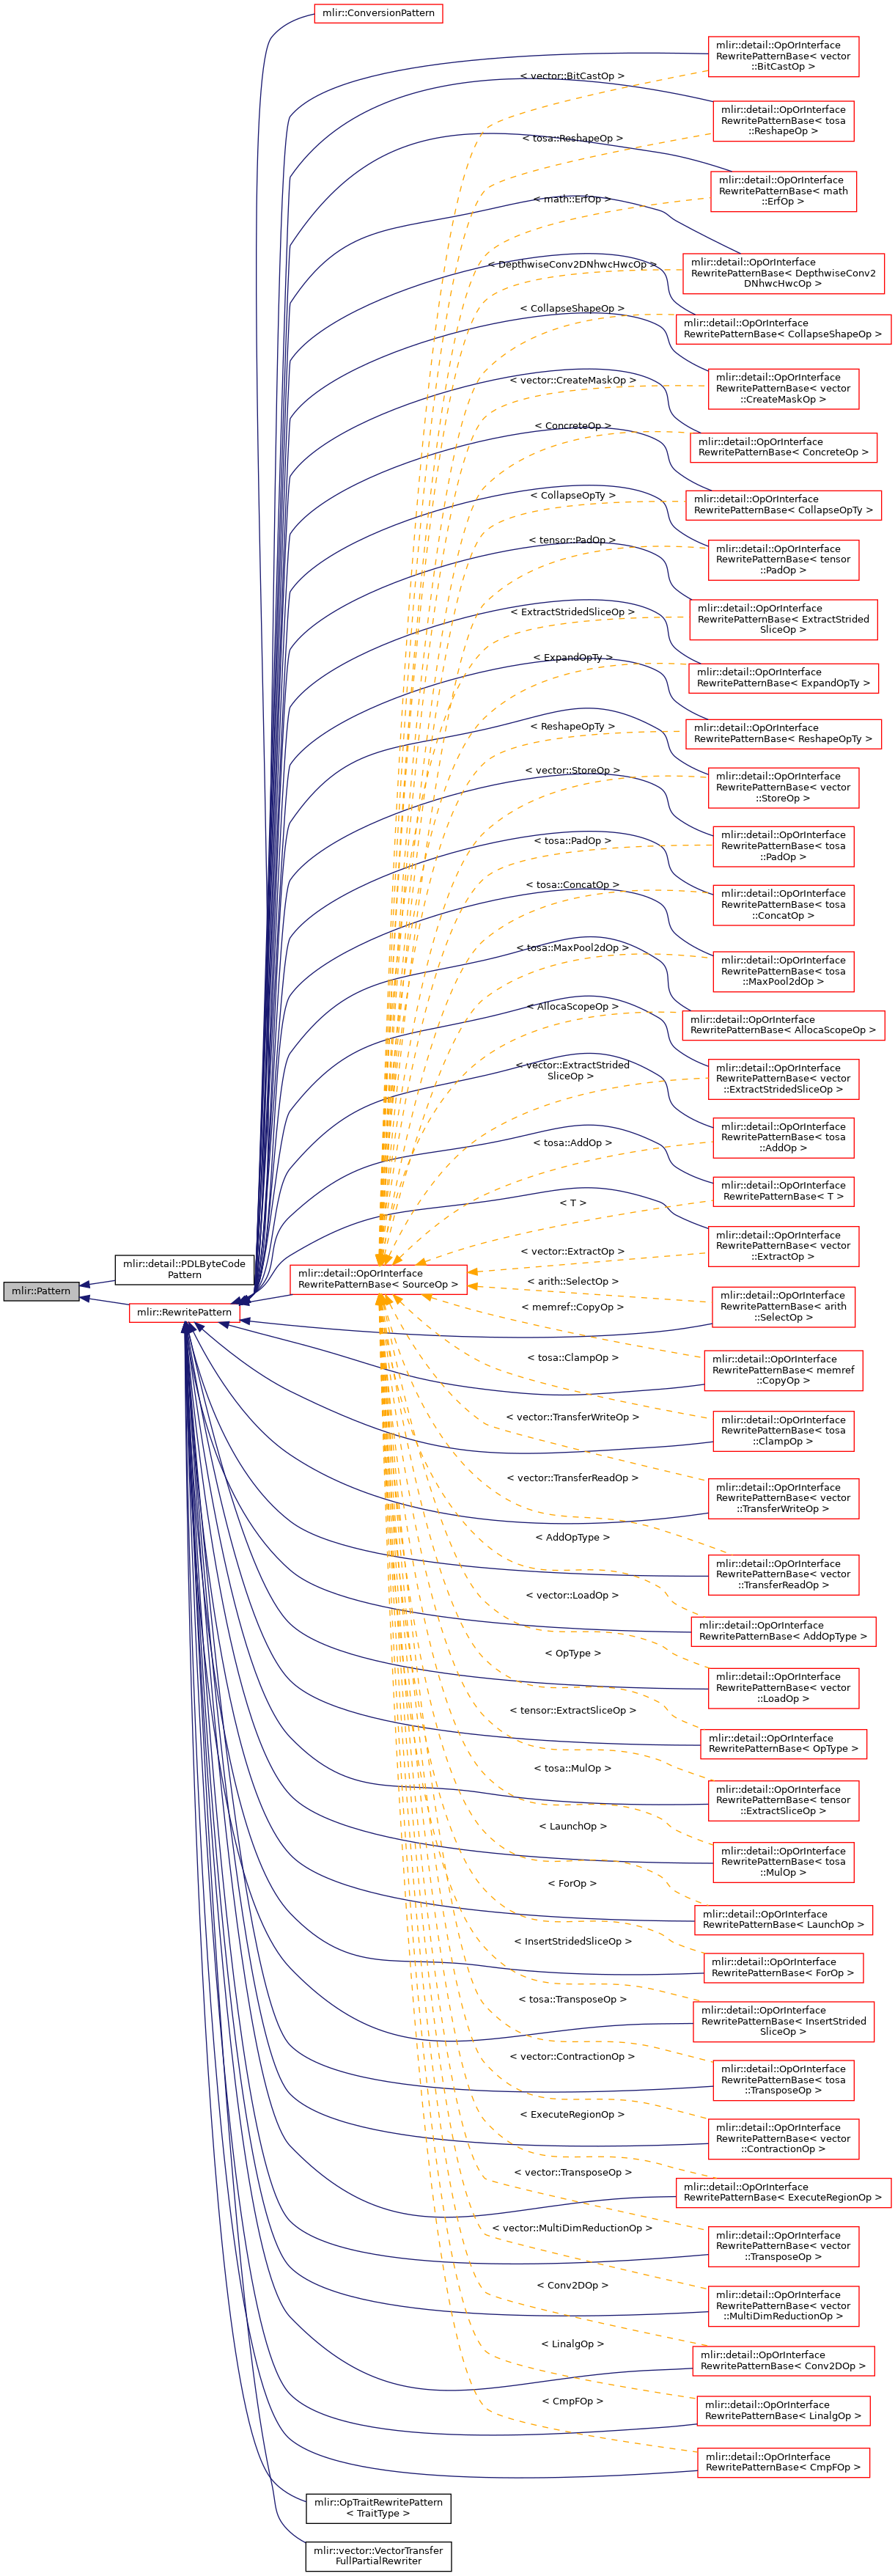 mlir::ConversionPattern
mlir::detail::OpOrInterface
RewritePatternBase< vector
::BitCastOp >
< vector::BitCastOp >
mlir::detail::OpOrInterface
RewritePatternBase< tosa
::ReshapeOp >
< tosa::ReshapeOp >
mlir::detail::OpOrInterface
RewritePatternBase< math
::ErfOp >
< math::ErfOp >
mlir::detail::OpOrInterface
RewritePatternBase< DepthwiseConv2
DNhwcHwcOp >
< DepthwiseConv2DNhwcHwcOp >
mlir::detail::OpOrInterface
RewritePatternBase< CollapseShapeOp >
< CollapseShapeOp >
mlir::detail::OpOrInterface
RewritePatternBase< vector
::CreateMaskOp >
< vector::CreateMaskOp >
mlir::detail::OpOrInterface
RewritePatternBase< ConcreteOp >
< ConcreteOp >
mlir::detail::OpOrInterface
RewritePatternBase< CollapseOpTy >
< CollapseOpTy >
mlir::detail::OpOrInterface
RewritePatternBase< tensor
::PadOp >
< tensor::PadOp >
mlir::detail::OpOrInterface
RewritePatternBase< ExtractStrided
SliceOp >
< ExtractStridedSliceOp >
mlir::detail::OpOrInterface
RewritePatternBase< ExpandOpTy >
< ExpandOpTy >
mlir::detail::OpOrInterface
RewritePatternBase< ReshapeOpTy >
< ReshapeOpTy >
mlir::detail::OpOrInterface
RewritePatternBase< vector
::StoreOp >
< vector::StoreOp >
mlir::detail::OpOrInterface
RewritePatternBase< tosa
::PadOp >
< tosa::PadOp >
mlir::detail::OpOrInterface
RewritePatternBase< tosa
::ConcatOp >
< tosa::ConcatOp >
mlir::detail::OpOrInterface
RewritePatternBase< tosa
::MaxPool2dOp >
< tosa::MaxPool2dOp >
mlir::detail::OpOrInterface
RewritePatternBase< AllocaScopeOp >
< AllocaScopeOp >
mlir::detail::OpOrInterface
RewritePatternBase< vector
::ExtractStridedSliceOp >
< vector::ExtractStrided
SliceOp >
mlir::detail::OpOrInterface
RewritePatternBase< tosa
::AddOp >
< tosa::AddOp >
mlir::detail::OpOrInterface
RewritePatternBase< T >
< T >
mlir::detail::OpOrInterface
RewritePatternBase< vector
::ExtractOp >
< vector::ExtractOp >
mlir::detail::PDLByteCode
Pattern
mlir::Pattern
mlir::RewritePattern
mlir::detail::OpOrInterface
RewritePatternBase< SourceOp >
< arith::SelectOp >
mlir::detail::OpOrInterface
RewritePatternBase< arith
::SelectOp >
< memref::CopyOp >
mlir::detail::OpOrInterface
RewritePatternBase< memref
::CopyOp >
< tosa::ClampOp >
mlir::detail::OpOrInterface
RewritePatternBase< tosa
::ClampOp >
< vector::TransferWriteOp >
mlir::detail::OpOrInterface
RewritePatternBase< vector
::TransferWriteOp >
< vector::TransferReadOp >
mlir::detail::OpOrInterface
RewritePatternBase< vector
::TransferReadOp >
< AddOpType >
mlir::detail::OpOrInterface
RewritePatternBase< AddOpType >
< vector::LoadOp >
mlir::detail::OpOrInterface
RewritePatternBase< vector
::LoadOp >
< OpType >
mlir::detail::OpOrInterface
RewritePatternBase< OpType >
< tensor::ExtractSliceOp >
mlir::detail::OpOrInterface
RewritePatternBase< tensor
::ExtractSliceOp >
< tosa::MulOp >
mlir::detail::OpOrInterface
RewritePatternBase< tosa
::MulOp >
< LaunchOp >
mlir::detail::OpOrInterface
RewritePatternBase< LaunchOp >
< ForOp >
mlir::detail::OpOrInterface
RewritePatternBase< ForOp >
< InsertStridedSliceOp >
mlir::detail::OpOrInterface
RewritePatternBase< InsertStrided
SliceOp >
< tosa::TransposeOp >
mlir::detail::OpOrInterface
RewritePatternBase< tosa
::TransposeOp >
< vector::ContractionOp >
mlir::detail::OpOrInterface
RewritePatternBase< vector
::ContractionOp >
< ExecuteRegionOp >
mlir::detail::OpOrInterface
RewritePatternBase< ExecuteRegionOp >
< vector::TransposeOp >
mlir::detail::OpOrInterface
RewritePatternBase< vector
::TransposeOp >
< vector::MultiDimReductionOp >
mlir::detail::OpOrInterface
RewritePatternBase< vector
::MultiDimReductionOp >
< Conv2DOp >
mlir::detail::OpOrInterface
RewritePatternBase< Conv2DOp >
< LinalgOp >
mlir::detail::OpOrInterface
RewritePatternBase< LinalgOp >
< CmpFOp >
mlir::detail::OpOrInterface
RewritePatternBase< CmpFOp >
mlir::OpTraitRewritePattern
< TraitType >
mlir::vector::VectorTransfer
FullPartialRewriter